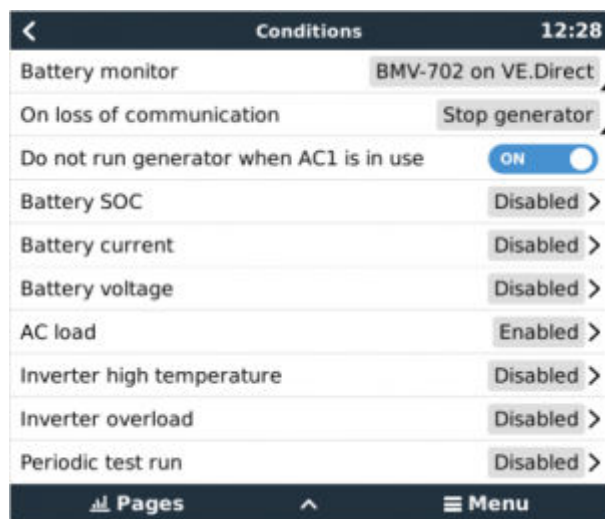 Conditions 12:28
Battery monitor BMV-702 on VE.Direct
On loss of communication Stop generator
Do not run generator when AC1 is in use ON
Battery SOC Disabled
Battery current Disabled
Battery voltage Disabled
AC load Enabled
Inverter high temperature Disabled
Inverter overload Disabled
Periodic test run Disabled
Pages Menu